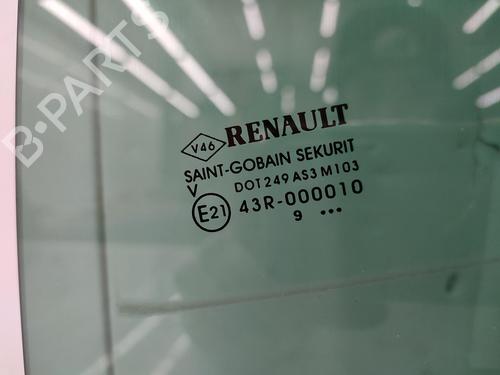 B-PARTS
V46 RENAULT
SAINT-GOBAIN SEKURIT
V DOT 249 AS3 M103
E21 43R-000010
9 ...